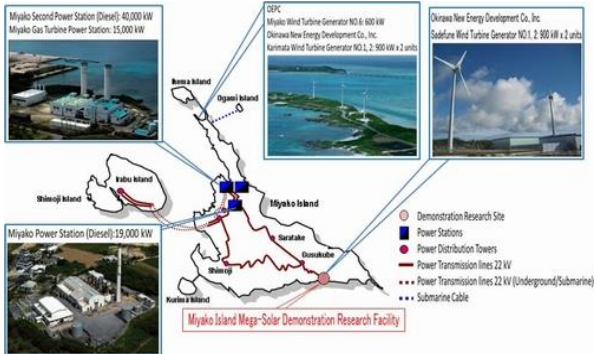 Miyako Second Power Station (Diesel): 40,000 kW
Miyako Gas Turbine Power Station: 15,000 kW
OEPC
Miyako Wind Turbine Generator NO.6: 600 kW
Okinawa New Energy Development Co., Inc.
Karimata Wind Turbine Generator NO.1, 2: 900 kW x 2 units
Okinawa New Energy Development Co., Inc.
Sadefune Wind Turbine Generator NO.1, 2: 900 kW x 2 units
Ikema Island
Ogami Island
Irabu Island
Shimoji Island
Miyako Island
Miyako Power Station (Diesel):19,000 kW
Saratake
Gusukube
Shimoji
Kurima Island
Demonstration Research Site
Power Stations
Power Distribution Towers
Power Transmission lines 22 kV
Power Transmission lines 22 kV (Underground/Submarine)
Submarine Cable
Miyako Island Mega-Solar Demonstration Research Facility